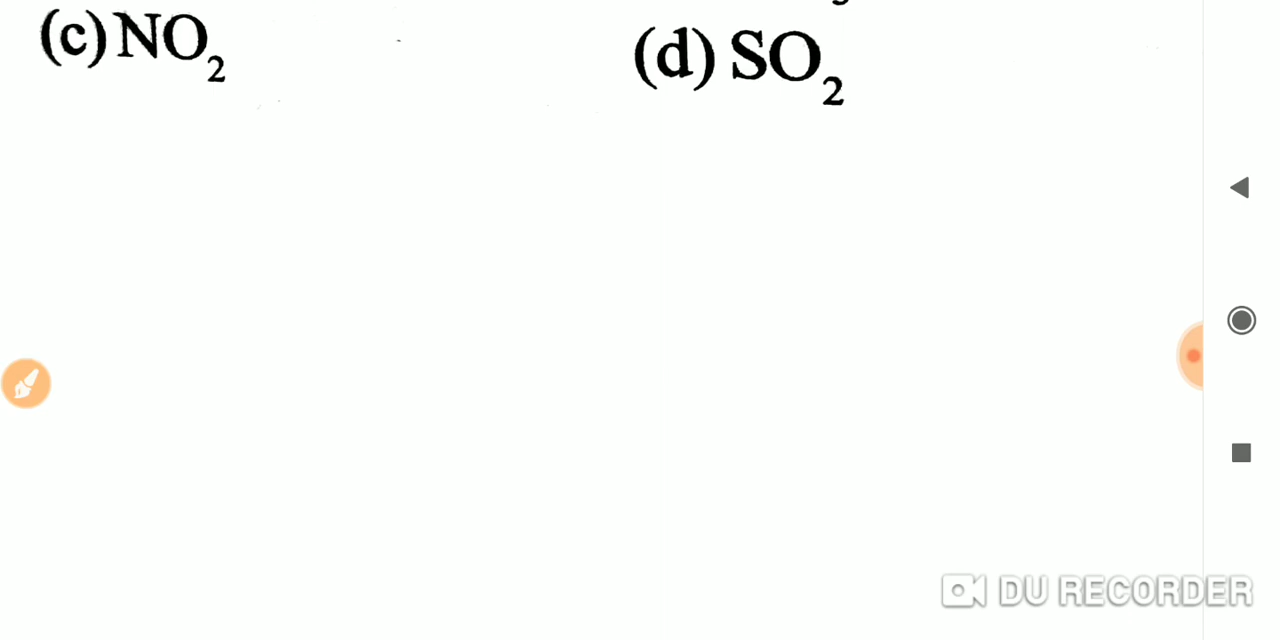 (c) NO₂
(d) SO₂
DU RECORDER